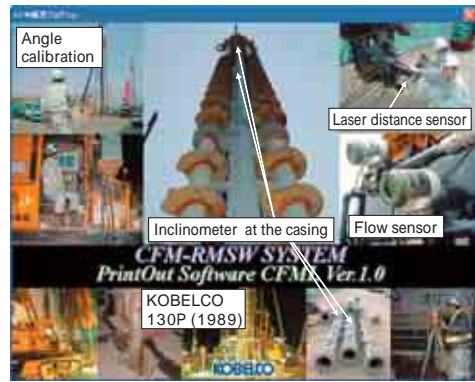 Angle
calibration
Laser distance sensor
Inclinometer at the casing
Flow sensor
CFM-RMSW SYSTEM
PrintOut Software CFML Ver.1.0
KOBELCO
130P (1989)
KOBELCO